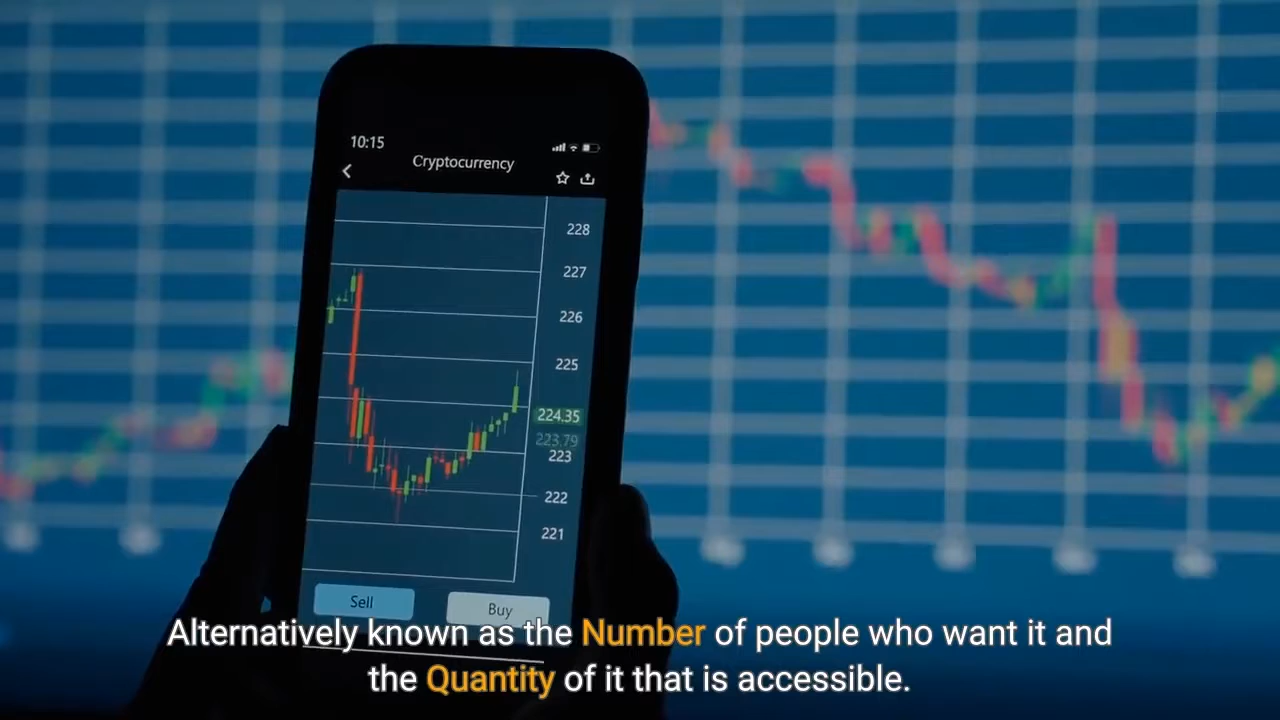 10:15
Cryptocurrency
228
227
226
225
224.35
223.79
223
222
221
Sell
Buy
Alternatively known as the Number of people who want it and
the Quantity of it that is accessible.